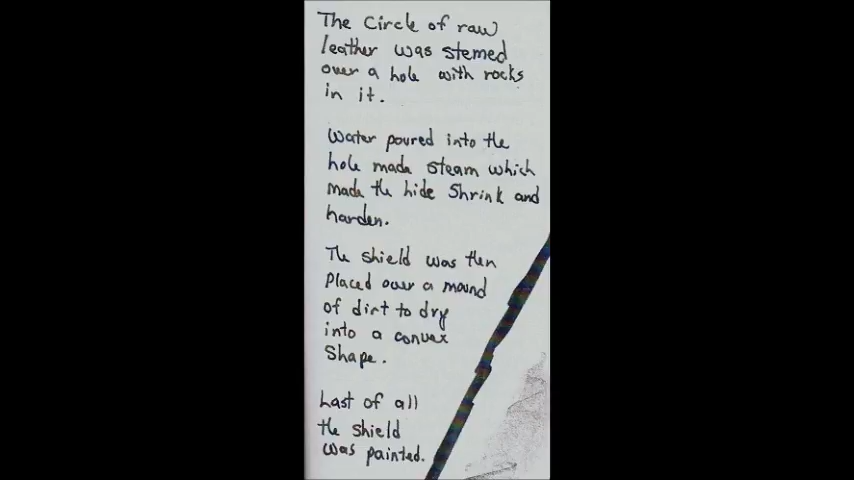 The Circle of raw
leather was stemed
over a hole with rocks
in it.
Water poured into the
hole made steam which
made the hide Shrink and
harden.
The shield was then
Placed over a mound
of dirt to dry
into a convex
Shape.
Last of all
the shield
was painted.